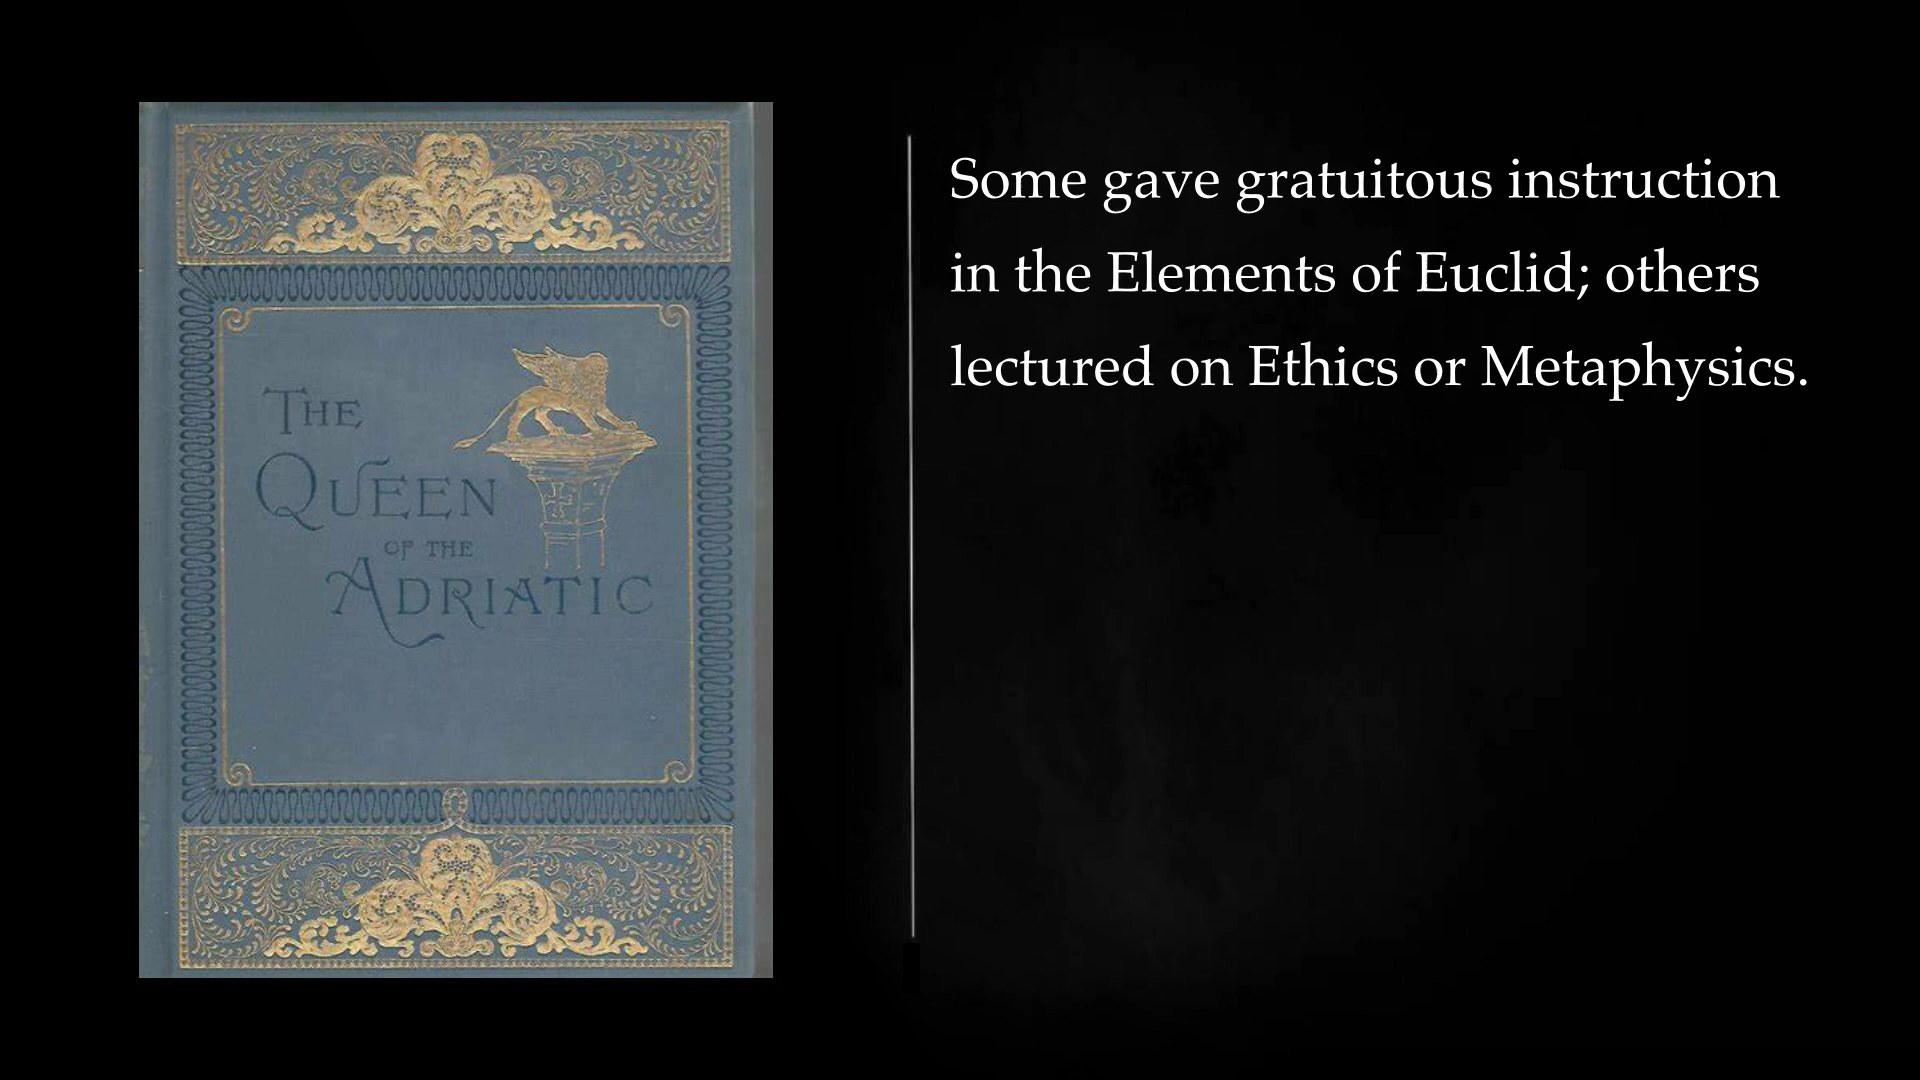 The
Queen
of the
Adriatic
Some gave gratuitous instruction
in the Elements of Euclid; others
lectured on Ethics or Metaphysics.